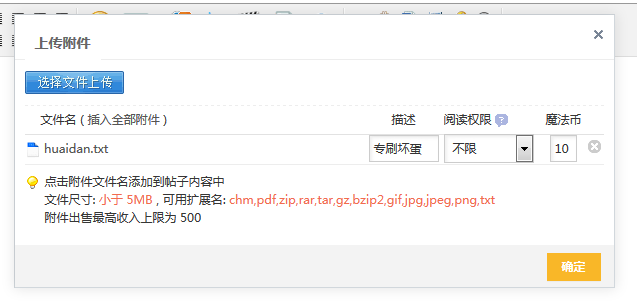 上传附件
选择文件上传
文件名 ( 插入全部附件 ) 描述 阅读权限 ? 魔法币
huaidan.txt 专刷坏蛋 不限 10
点击附件文件名添加到帖子内容中
文件尺寸: 小于 5MB , 可用扩展名: chm,pdf,zip,rar,tar,gz,bzip2,gif,jpg,jpeg,png,txt
附件出售最高收入上限为 500
确定